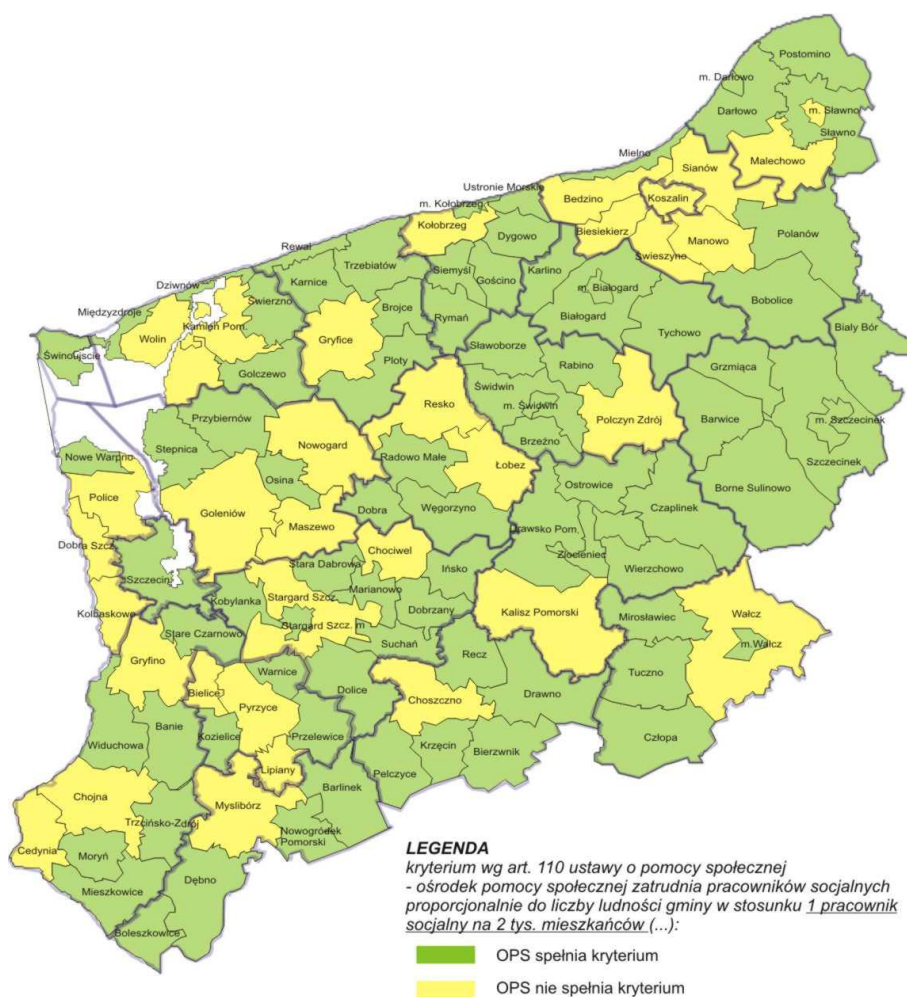 Postomino
m. Darłowo
Darłowo
m. Sławno
Sławno
Mielno
Sianów
Malechowo
Ustronie Morskie
Bedzino
Koszalin
m. Kołobrzeg
Kołobrzeg
Dygowo
Biesiekierz
Manowo
Polanów
Świeszyno
Rewal
Trzebiatów
Siemyśl
Gościno
Karlino
Dziwnów
Karnice
m. Białogard
Międzyzdroje
Świerzno
Brojce
Rymań
Białogard
Bobolice
Kamień Pom.
Wolin
Gryfice
Tychowo
Biały Bór
Świnoujście
Sławoborze
Golczewo
Płoty
Rabino
Grzmiąca
Świdwin
Resko
m. Świdwin
Połczyn Zdrój
Barwice
m. Szczecinek
Przybiernów
Nowogard
Stepnica
Brzeżno
Nowe Warpno
Radowo Małe
Łobez
Szczecinek
Osina
Ostrowice
Borne Sulinowo
Police
Goleniów
Węgorzyno
Czaplinek
Maszewo
Dobra
Drawsko Pom.
Dobra Szcz.
Chociwel
Złocieniec
Stara Dabrowa
Ińsko
Wierzchowo
Szczecin
Marianowo
Kobylanka
Stargard Szcz.
Dobrzany
Kolbaskowo
Kalisz Pomorski
Mirosławiec
Wałcz
Stargard Szcz. m
Stare Czarnowo
Suchań
m.Wałcz
Recz
Gryfino
Warnice
Tuczno
Bielice
Dolice
Drawno
Choszczno
Pyrzyce
Banie
Widuchowa
Kozielice
Przelewice
Człopa
Krzęcin
Bierzwnik
Lipiany
Pełczyce
Barlinek
Chojna
Myslibórz
Trzcińsko-Zdrój
Nowogródek
Pomorski
Cedynia
Moryń
Dębno
Mieszkowice
Boleszkowice
LEGENDA
kryterium wg art. 110 ustawy o pomocy społecznej
- ośrodek pomocy społecznej zatrudnia pracowników socjalnych
proporcjonalnie do liczby ludności gminy w stosunku 1 pracownik
socjalny na 2 tys. mieszkańców (...):
OPS spełnia kryterium
OPS nie spełnia kryterium